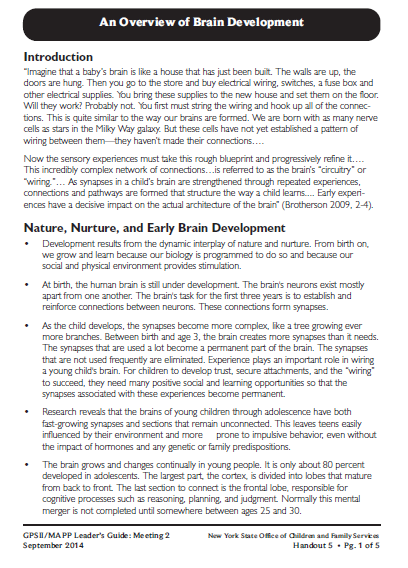 An Overview of Brain Development
Introduction
“Imagine that a baby’s brain is like a house that has just been built. The walls are up, the
doors are hung. Then you go to the store and buy electrical wiring, switches, a fuse box and
other electrical supplies. You bring these supplies to the new house and set them on the floor.
Will they work? Probably not. You first must string the wiring and hook up all of the connec-
tions. This is quite similar to the way our brains are formed. We are born with as many nerve
cells as stars in the Milky Way galaxy. But these cells have not yet established a pattern of
wiring between them—they haven’t made their connections….
Now the sensory experiences must take this rough blueprint and progressively refine it….
This incredibly complex network of connections…is referred to as the brain’s “circuitry” or
“wiring.”… As synapses in a child’s brain are strengthened through repeated experiences,
connections and pathways are formed that structure the way a child learns.... Early experi-
ences have a decisive impact on the actual architecture of the brain” (Brotherson 2009, 2-4).
Nature, Nurture, and Early Brain Development
• Development results from the dynamic interplay of nature and nurture. From birth on,
we grow and learn because our biology is programmed to do so and because our
social and physical environment provides stimulation.
• At birth, the human brain is still under development. The brain’s neurons exist mostly
apart from one another. The brain’s task for the first three years is to establish and
reinforce connections between neurons. These connections form synapses.
• As the child develops, the synapses become more complex, like a tree growing ever
more branches. Between birth and age 3, the brain creates more synapses than it needs.
The synapses that are used a lot become a permanent part of the brain. The synapses
that are not used frequently are eliminated. Experience plays an important role in wiring
a young child’s brain. For children to develop trust, secure attachments, and the “wiring”
to succeed, they need many positive social and learning opportunities so that the
synapses associated with these experiences become permanent.
• Research reveals that the brains of young children through adolescence have both
fast-growing synapses and sections that remain unconnected. This leaves teens easily
influenced by their environment and more prone to impulsive behavior, even without
the impact of hormones and any genetic or family predispositions.
• The brain grows and changes continually in young people. It is only about 80 percent
developed in adolescents. The largest part, the cortex, is divided into lobes that mature
from back to front. The last section to connect is the frontal lobe, responsible for
cognitive processes such as reasoning, planning, and judgment. Normally this mental
merger is not completed until somewhere between ages 25 and 30.
GPSII/MAPP Leader’s Guide: Meeting 2 New York State Office of Children and Family Services
September 2014 Handout 5 • Pg. 1 of 5